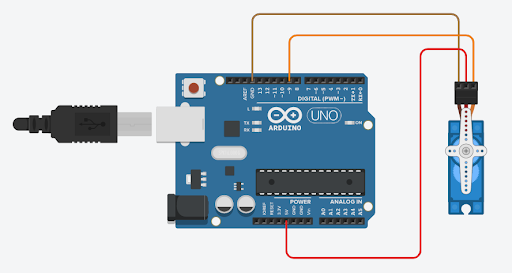 AREF GND 13 12 ~11 ~10 ~9 8 7 ~6 ~5 4 ~3 2 TX→1 RX←0
DIGITAL (PWM~)
L
TX
RX
UNO
ON
ARDUINO
POWER ANALOG IN
IOREF RESET 3.3V 5V GND GND Vin A0 A1 A2 A3 A4 A5